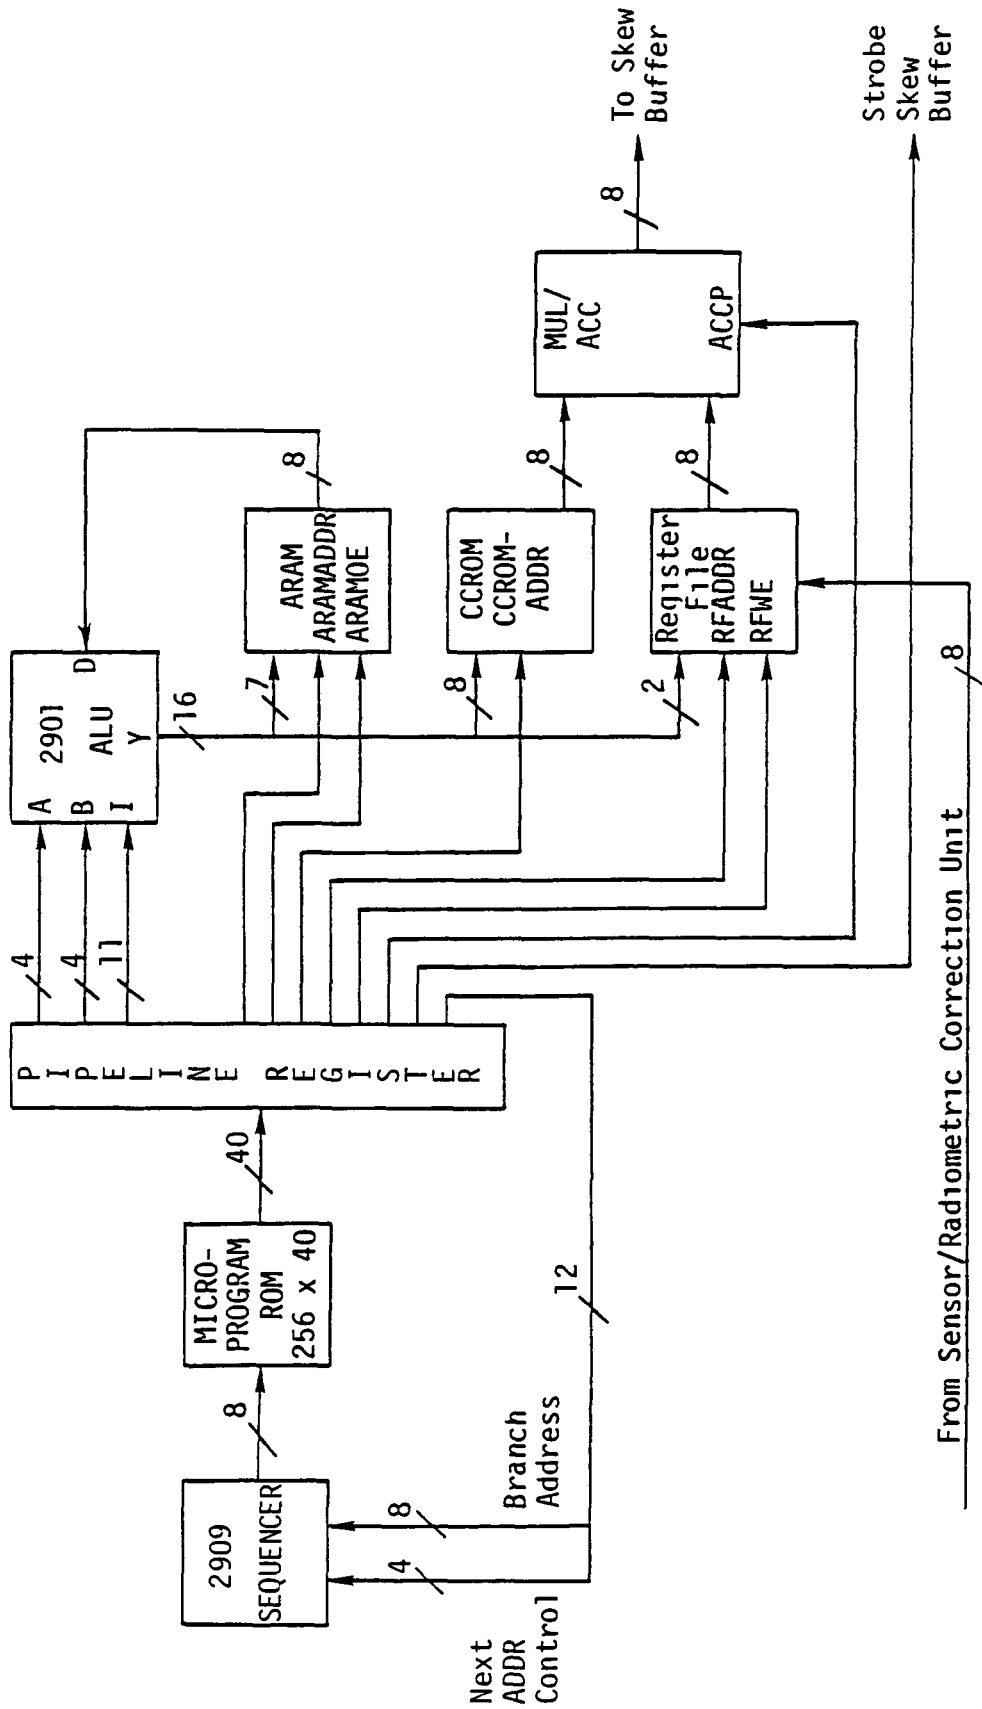 2909
SEQUENCER
8
MICRO-
PROGRAM
ROM
256 x 40
40
PIPELINE REGISTER
4
4
11
A
B
I
2901
ALU
D
Y
16
7
8
2
ARAM
ARAMADDR
ARAMOE
8
CCROM
CCROM-
ADDR
8
Register
File
RFADDR
RFWE
8
MUL/
ACC
ACCP
8
To Skew
Buffer
Strobe
Skew
Buffer
12
8
4
Branch
Address
Next
ADDR
Control
From Sensor/Radiometric Correction Unit
8